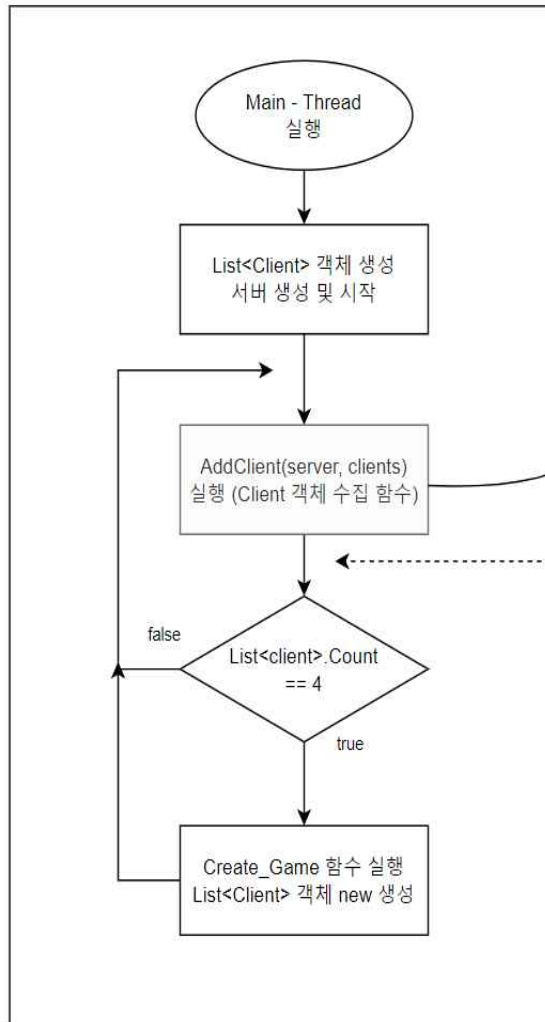 Main - Thread
실행
List<Client> 객체 생성
서버 생성 및 시작
AddClient(server, clients)
실행 (Client 객체 수집 함수)
false
List<client>.Count
== 4
true
Create_Game 함수 실행
List<Client> 객체 new 생성